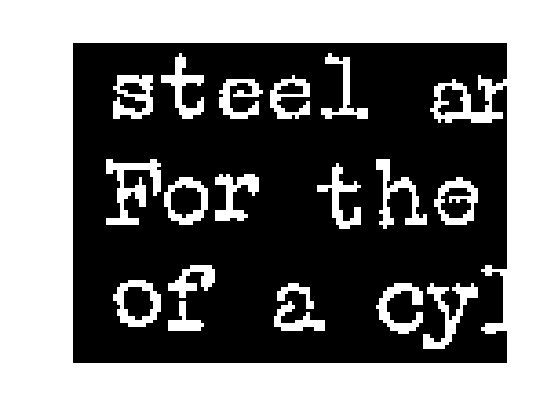 steel ar
For the
of a cyl